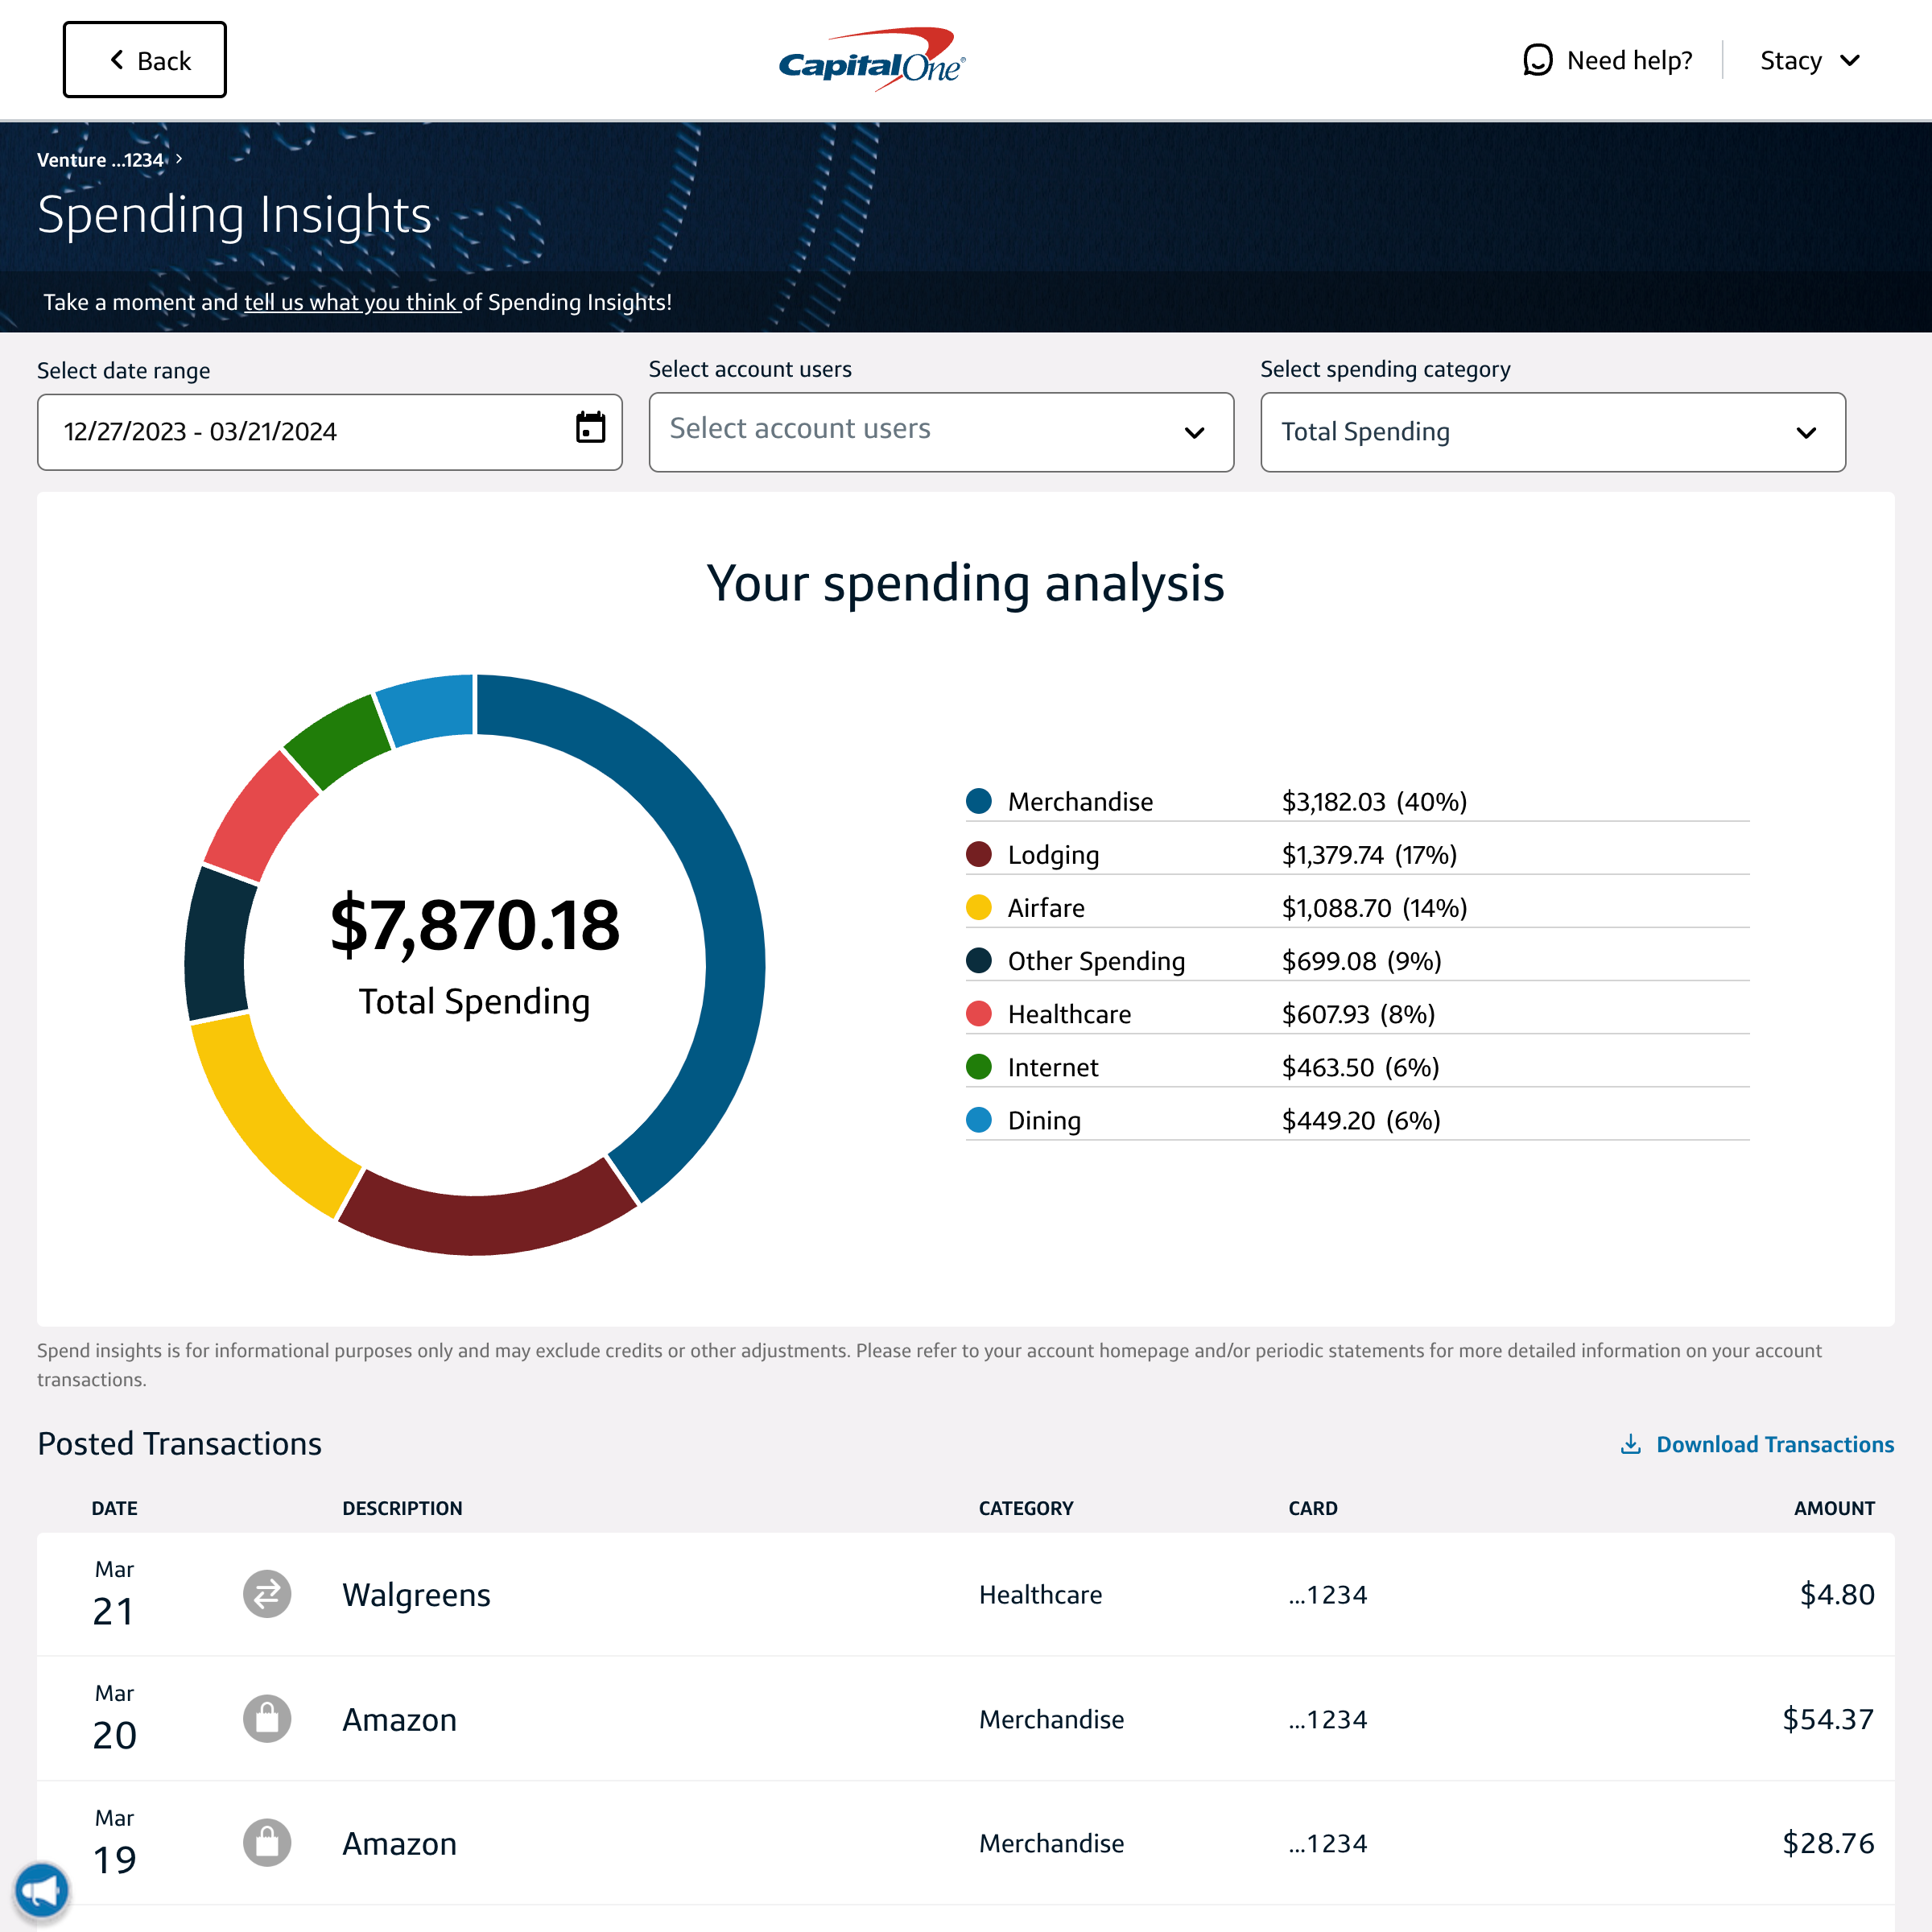 Back
CapitalOne®
Need help?
Stacy
Venture ...1234
Spending Insights
Take a moment and tell us what you think of Spending Insights!
Select date range
Select account users
Select spending category
12/27/2023 - 03/21/2024
Select account users
Total Spending
Your spending analysis
$7,870.18
Total Spending
Merchandise $3,182.03 (40%)
Lodging $1,379.74 (17%)
Airfare $1,088.70 (14%)
Other Spending $699.08 (9%)
Healthcare $607.93 (8%)
Internet $463.50 (6%)
Dining $449.20 (6%)
Spend insights is for informational purposes only and may exclude credits or other adjustments. Please refer to your account homepage and/or periodic statements for more detailed information on your account
transactions.
Posted Transactions
Download Transactions
DATE DESCRIPTION CATEGORY CARD AMOUNT
Mar
21 Walgreens Healthcare ...1234 $4.80
Mar
20 Amazon Merchandise ...1234 $54.37
Mar
19 Amazon Merchandise ...1234 $28.76